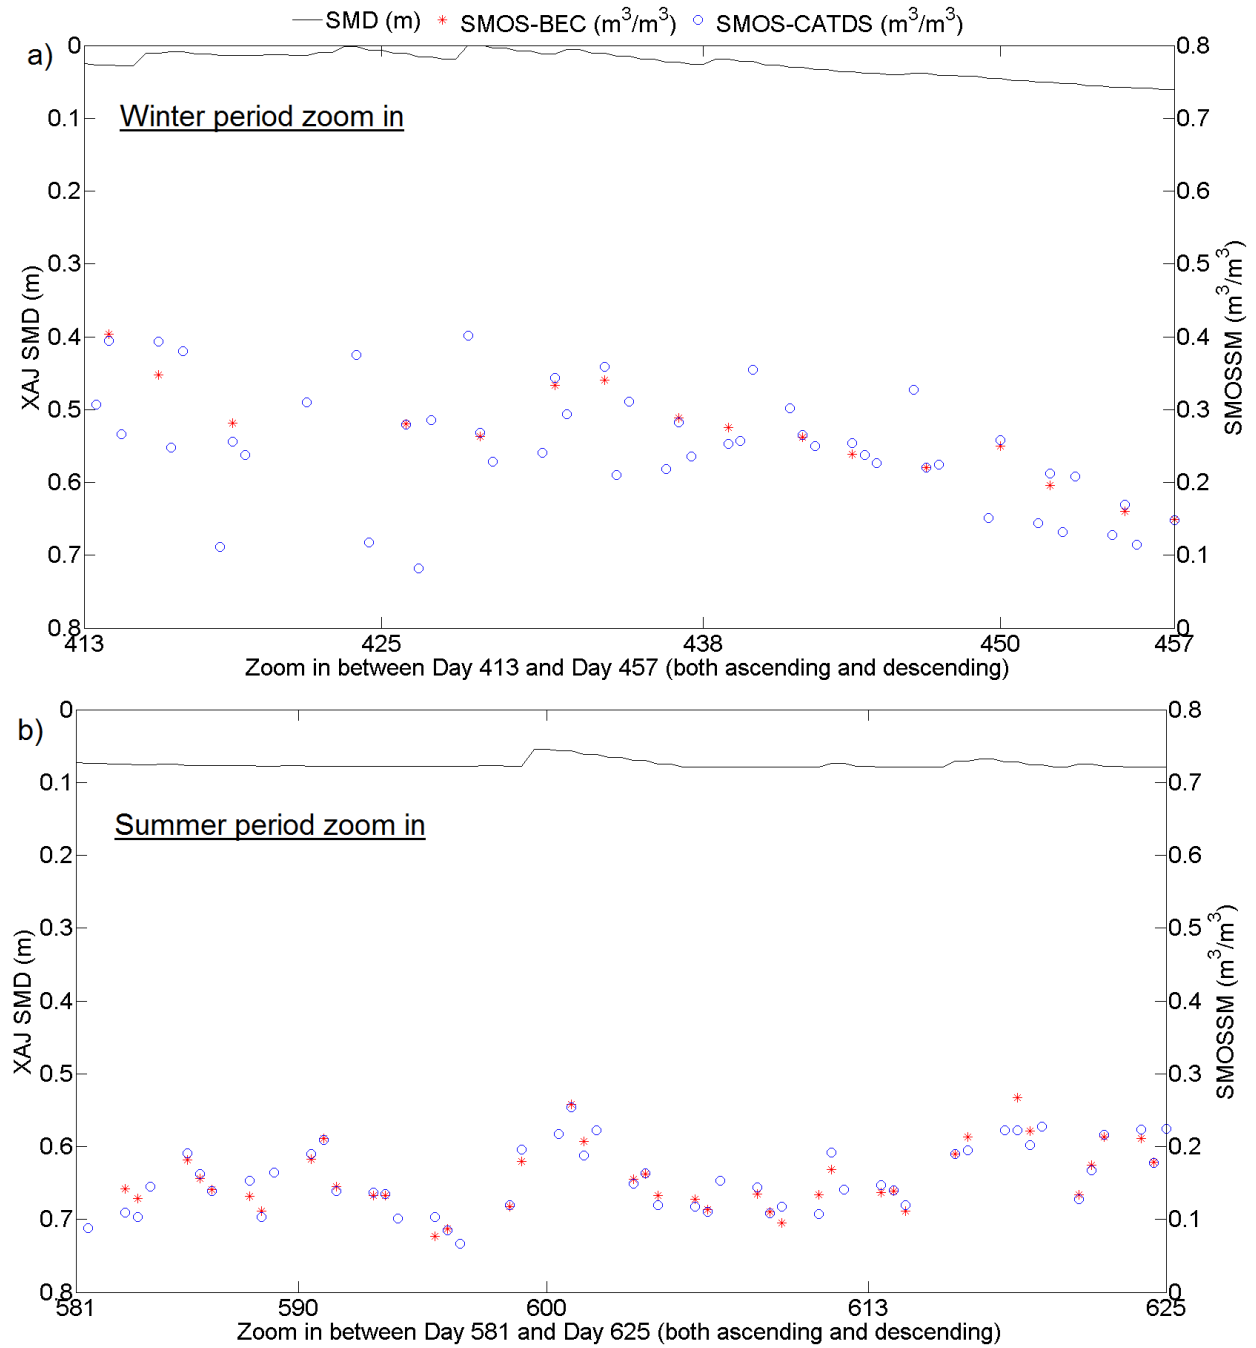 SMD (m) SMOS-BEC (m³/m³) SMOS-CATDS (m³/m³)
a)
0 0.8
Winter period zoom in
0.1 0.7
0.2 0.6
0.3 0.5
XAJ SMD (m)
SMOSSM (m³/m³)
0.4 0.4
0.5 0.3
0.6 0.2
0.7 0.1
0.8 0
413 425 438 450 457
Zoom in between Day 413 and Day 457 (both ascending and descending)
b)
0 0.8
0.1 0.7
Summer period zoom in
0.2 0.6
0.3 0.5
XAJ SMD (m)
SMOSSM (m³/m³)
0.4 0.4
0.5 0.3
0.6 0.2
0.7 0.1
0.8 0
581 590 600 613 625
Zoom in between Day 581 and Day 625 (both ascending and descending)